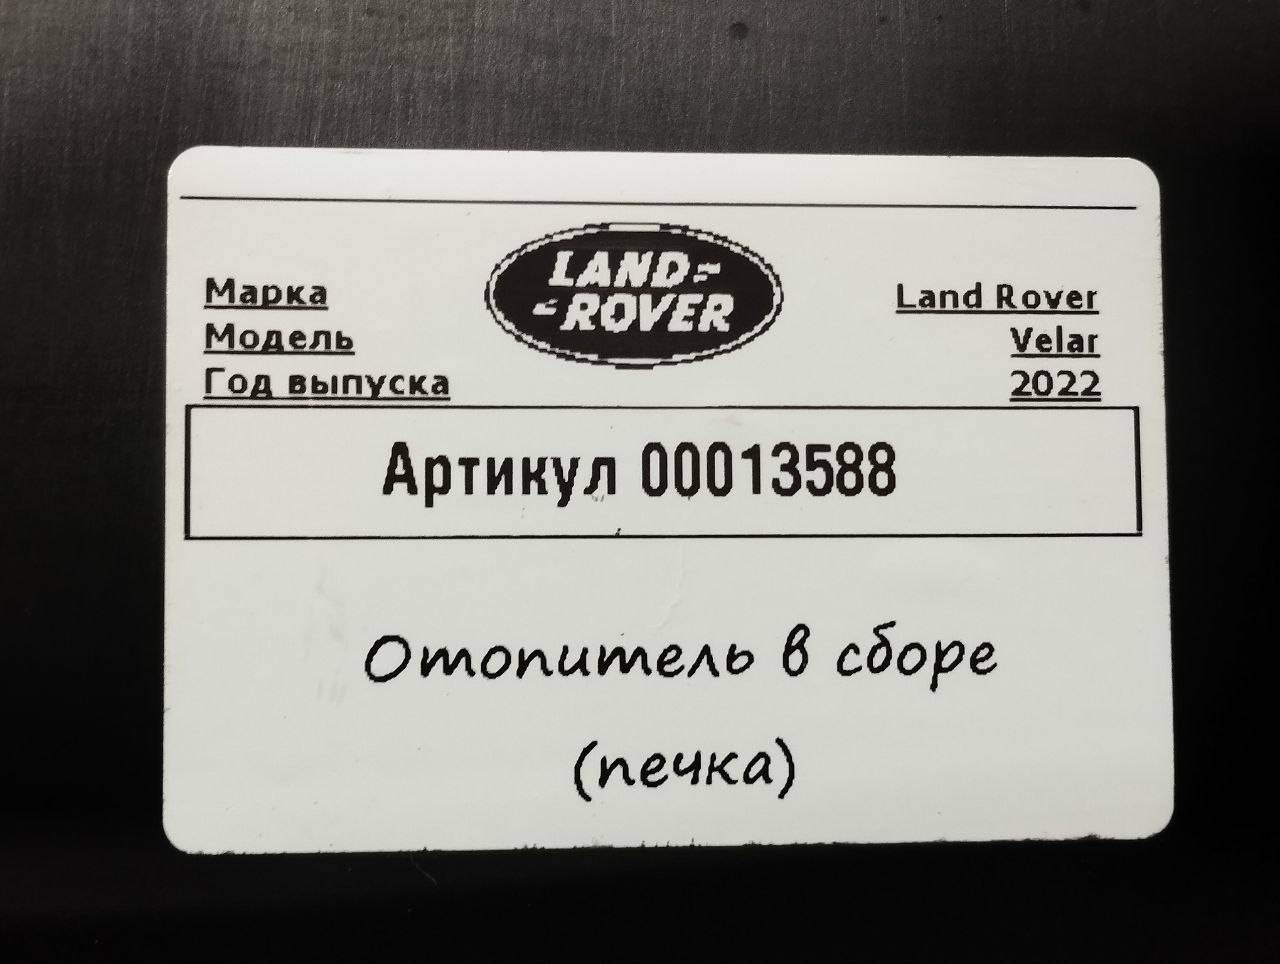 LAND
ROVER
Марка Land Rover
Модель Velar
Год выпуска 2022
Артикул 00013588
Отопитель в сборе
(печка)